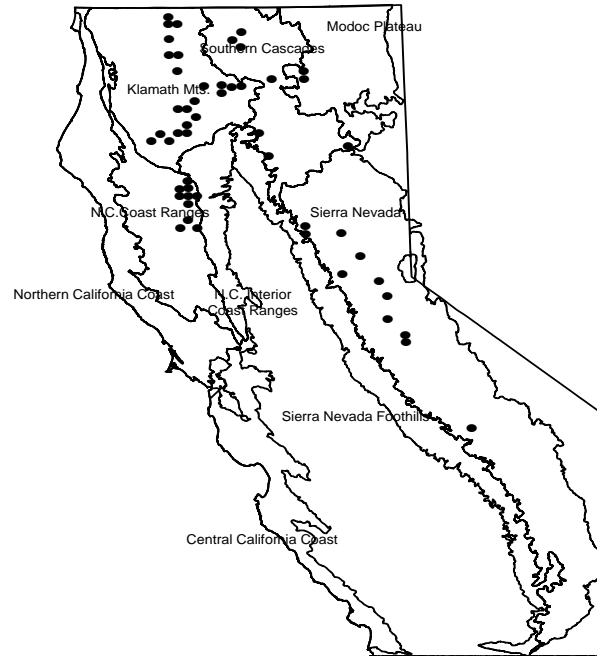 Modoc Plateau
Southern Cascades
Klamath Mts.
N.C.Coast Ranges
Sierra Nevada
Northern California Coast
N.C. Interior
Coast Ranges
Sierra Nevada Foothills
Central California Coast